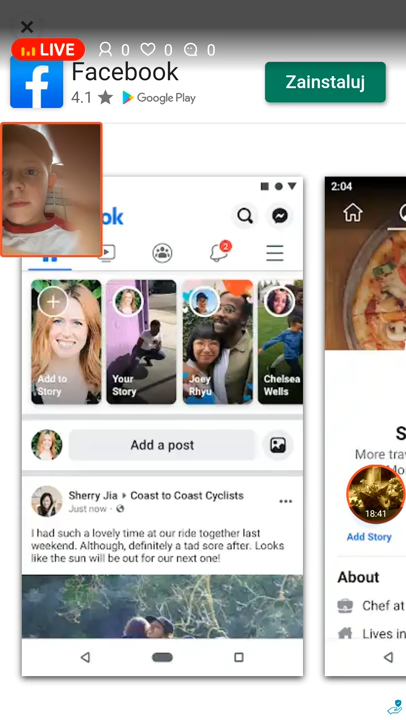 LIVE 0 0 0
Facebook
4.1 Google Play
Zainstaluj
ok
2
Add to
Story
Your
Story
Joey
Rhyu
Chelsea
Wells
Add a post
Sherry Jia Coast to Coast Cyclists
Just now
I had such a lovely time at our ride together last
weekend. Although, definitely a tad sore after. Looks
like the sun will be out for our next one!
2:04
S
More trav
Mo
18:41
Add Story
About
Chef at
Lives in